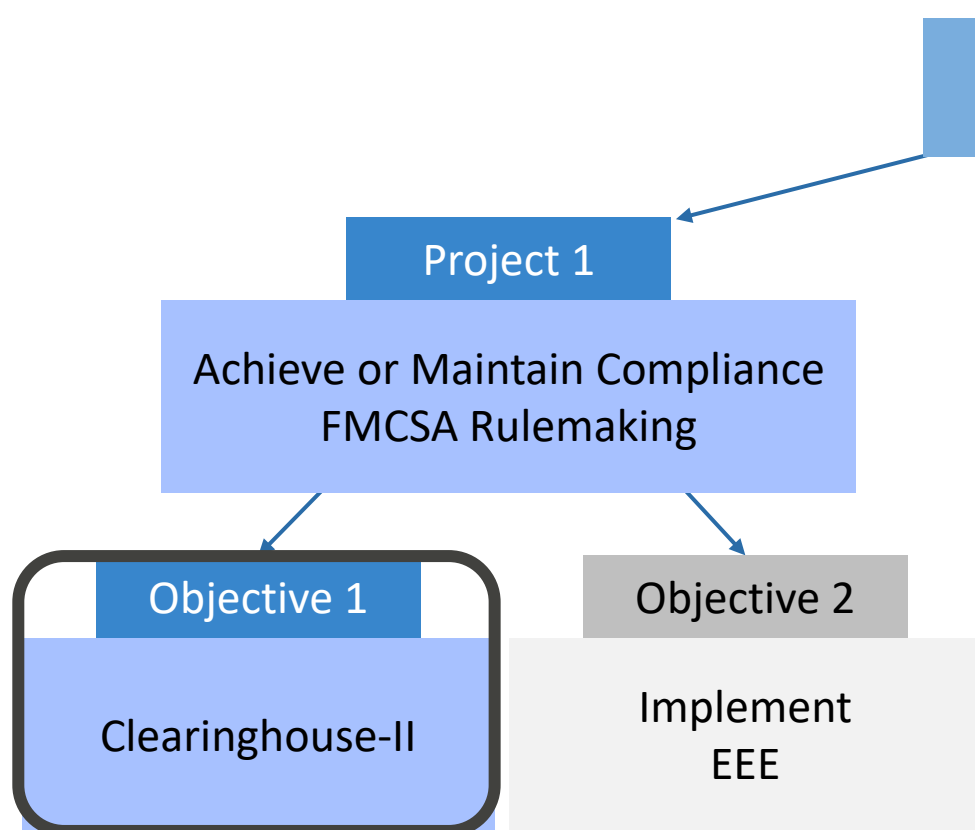 Project 1
Achieve or Maintain Compliance
FMCSA Rulemaking
Objective 1
Clearinghouse-II
Objective 2
Implement
EEE